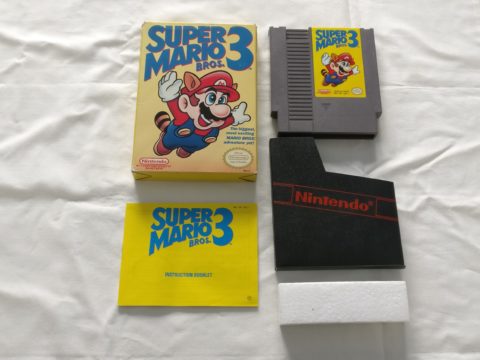 SUPER
MARIO 3
BROS.
The biggest,
most exciting
MARIO BROS.
adventure yet!
Nintendo
SUPER
MARIO 3
BROS.
Nintendo
SUPER
MARIO 3
BROS.
INSTRUCTION BOOKLET
Nintendo®